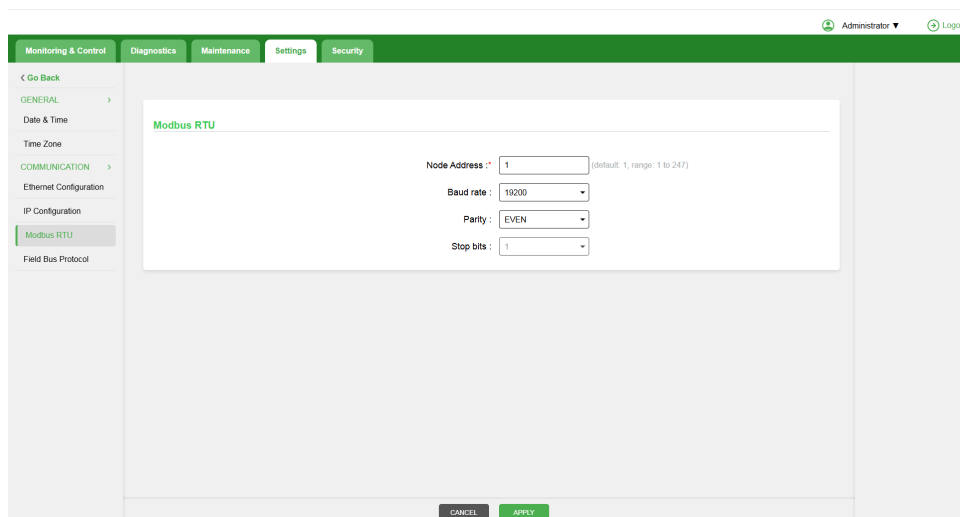 Administrator ▼
Logo
Monitoring & Control
Diagnostics
Maintenance
Settings
Security
Go Back
GENERAL
Date & Time
Time Zone
COMMUNICATION
Ethernet Configuration
IP Configuration
Modbus RTU
Field Bus Protocol
Modbus RTU
Node Address :* 1 (default: 1, range: 1 to 247)
Baud rate : 19200
Parity : EVEN
Stop bits : 1
CANCEL
APPLY